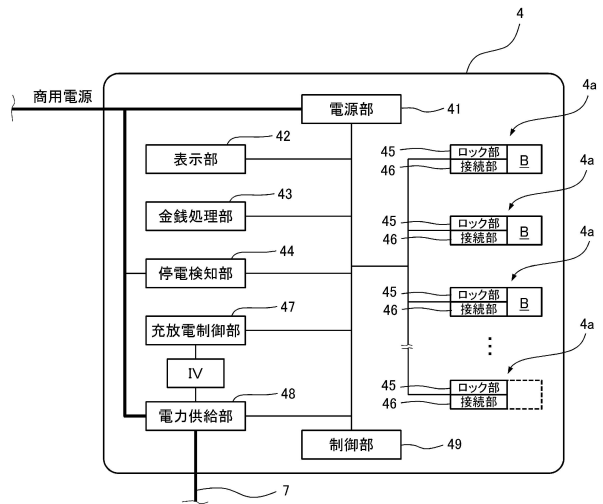 4
商用電源
電源部
41
4a
42
表示部
45
ロック部
46
接続部
B
43
金銭処理部
4a
45
ロック部
46
接続部
B
44
停電検知部
4a
45
ロック部
46
接続部
B
47
充放電制御部
⋮
4a
IV
45
ロック部
46
接続部
48
電力供給部
制御部
49
7